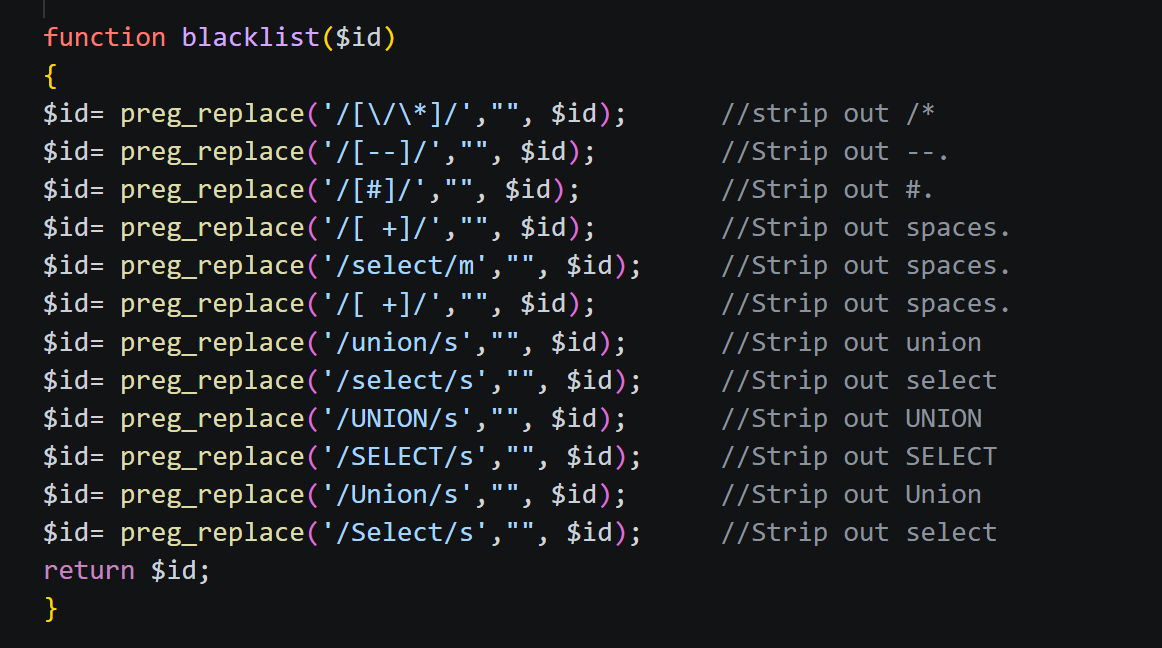 function blacklist($id)
{
$id= preg_replace('/[\/\*]/',"", $id);		//strip out /*
$id= preg_replace('/[--]/',"", $id);		//Strip out --.
$id= preg_replace('/[#]/',"", $id);		//Strip out #.
$id= preg_replace('/[ +]/',"", $id);		//Strip out spaces.
$id= preg_replace('/select/m',"", $id);		//Strip out spaces.
$id= preg_replace('/[ +]/',"", $id);		//Strip out spaces.
$id= preg_replace('/union/s',"", $id);		//Strip out union
$id= preg_replace('/select/s',"", $id);		//Strip out select
$id= preg_replace('/UNION/s',"", $id);		//Strip out UNION
$id= preg_replace('/SELECT/s',"", $id);		//Strip out SELECT
$id= preg_replace('/Union/s',"", $id);		//Strip out Union
$id= preg_replace('/Select/s',"", $id);		//Strip out select
return $id;
}